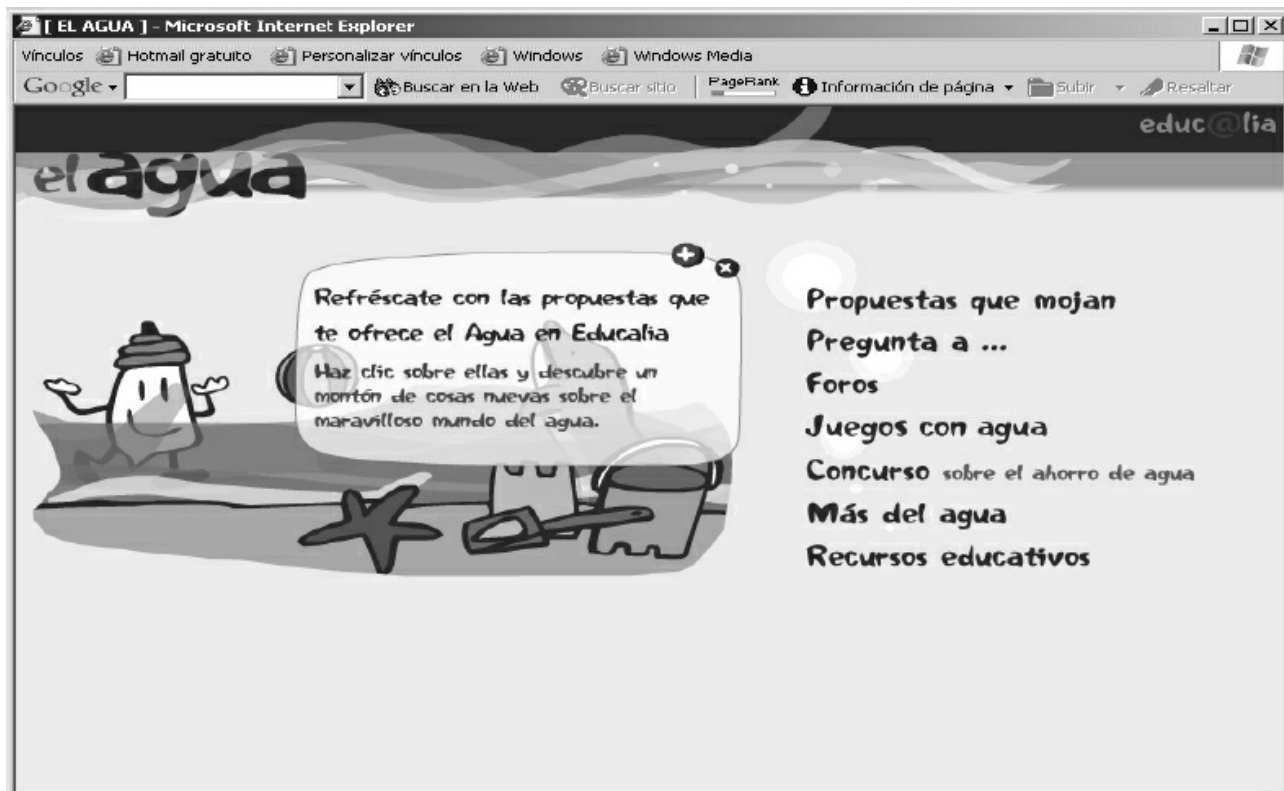 [ EL AGUA ] - Microsoft Internet Explorer
Vínculos Hotmail gratuito Personalizar vínculos Windows Windows Media
Google Buscar en la Web Buscar sitio PageRank Información de página Subir Resaltar
educ@lia
el agua
Refréscate con las propuestas que
te ofrece el Agua en Educalia
Haz clic sobre ellas y descubre un
montón de cosas nuevas sobre el
maravilloso mundo del agua.
Propuestas que mojan
Pregunta a ...
Foros
Juegos con agua
Concurso sobre el ahorro de agua
Más del agua
Recursos educativos